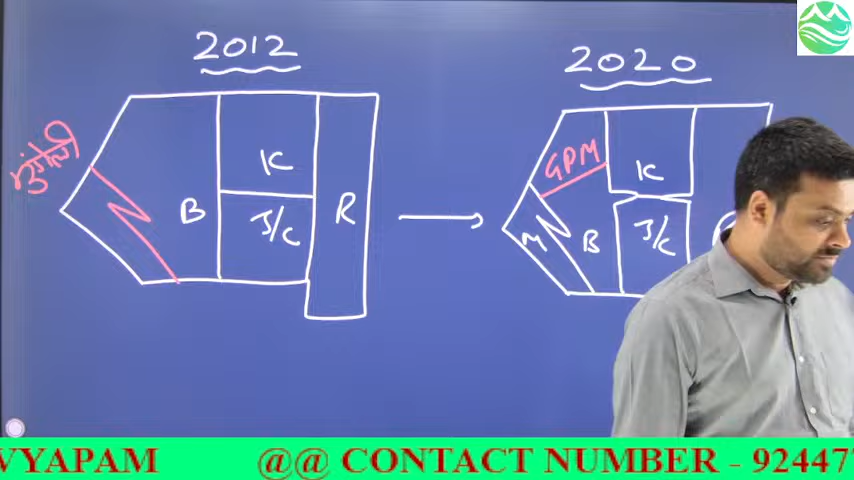 2012
2020
मुंगेली
B
K
J/C
R
GPM
K
M
B
J/C
VYAPAM @@ CONTACT NUMBER - 92447